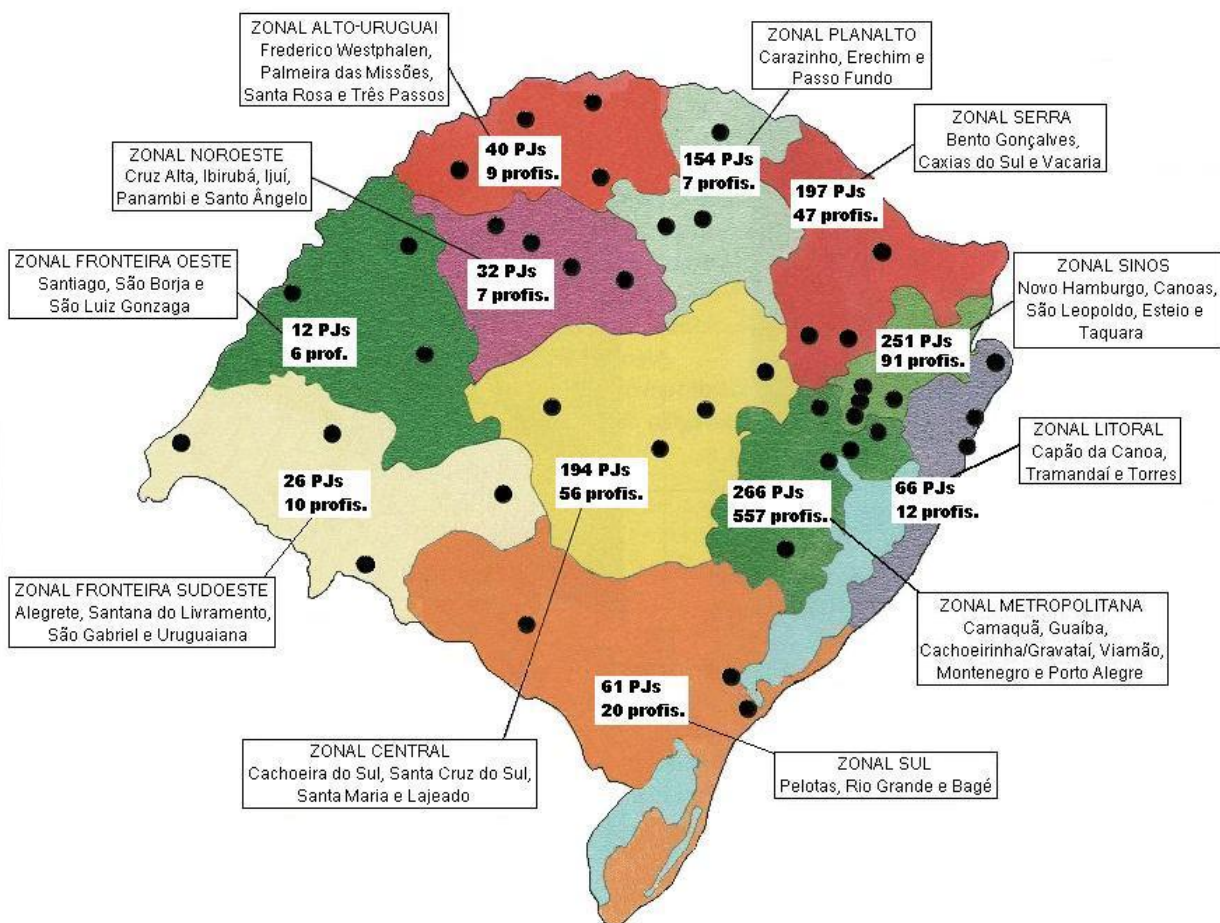 ZONAL ALTO-URUGUAI
Frederico Westphalen,
Palmeira das Missões,
Santa Rosa e Três Passos
ZONAL PLANALTO
Carazinho, Erechim e
Passo Fundo
ZONAL SERRA
Bento Gonçalves,
Caxias do Sul e Vacaria
ZONAL NOROESTE
Cruz Alta, Ibirubá, Ijuí,
Panambi e Santo Ângelo
40 PJs
9 profis.
154 PJs
7 profis.
197 PJs
47 profis.
ZONAL FRONTEIRA OESTE
Santiago, São Borja e
São Luiz Gonzaga
32 PJs
7 profis.
ZONAL SINOS
Novo Hamburgo, Canoas,
São Leopoldo, Esteio e
Taquara
12 PJs
6 prof.
251 PJs
91 profis.
ZONAL LITORAL
Capão da Canoa,
Tramandaí e Torres
26 PJs
10 profis.
194 PJs
56 profis.
266 PJs
557 profis.
66 PJs
12 profis.
ZONAL FRONTEIRA SUDOESTE
Alegrete, Santana do Livramento,
São Gabriel e Uruguaiana
ZONAL METROPOLITANA
Camaquã, Guaíba,
Cachoeirinha/Gravataí, Viamão,
Montenegro e Porto Alegre
61 PJs
20 profis.
ZONAL CENTRAL
Cachoeira do Sul, Santa Cruz do Sul,
Santa Maria e Lajeado
ZONAL SUL
Pelotas, Rio Grande e Bagé